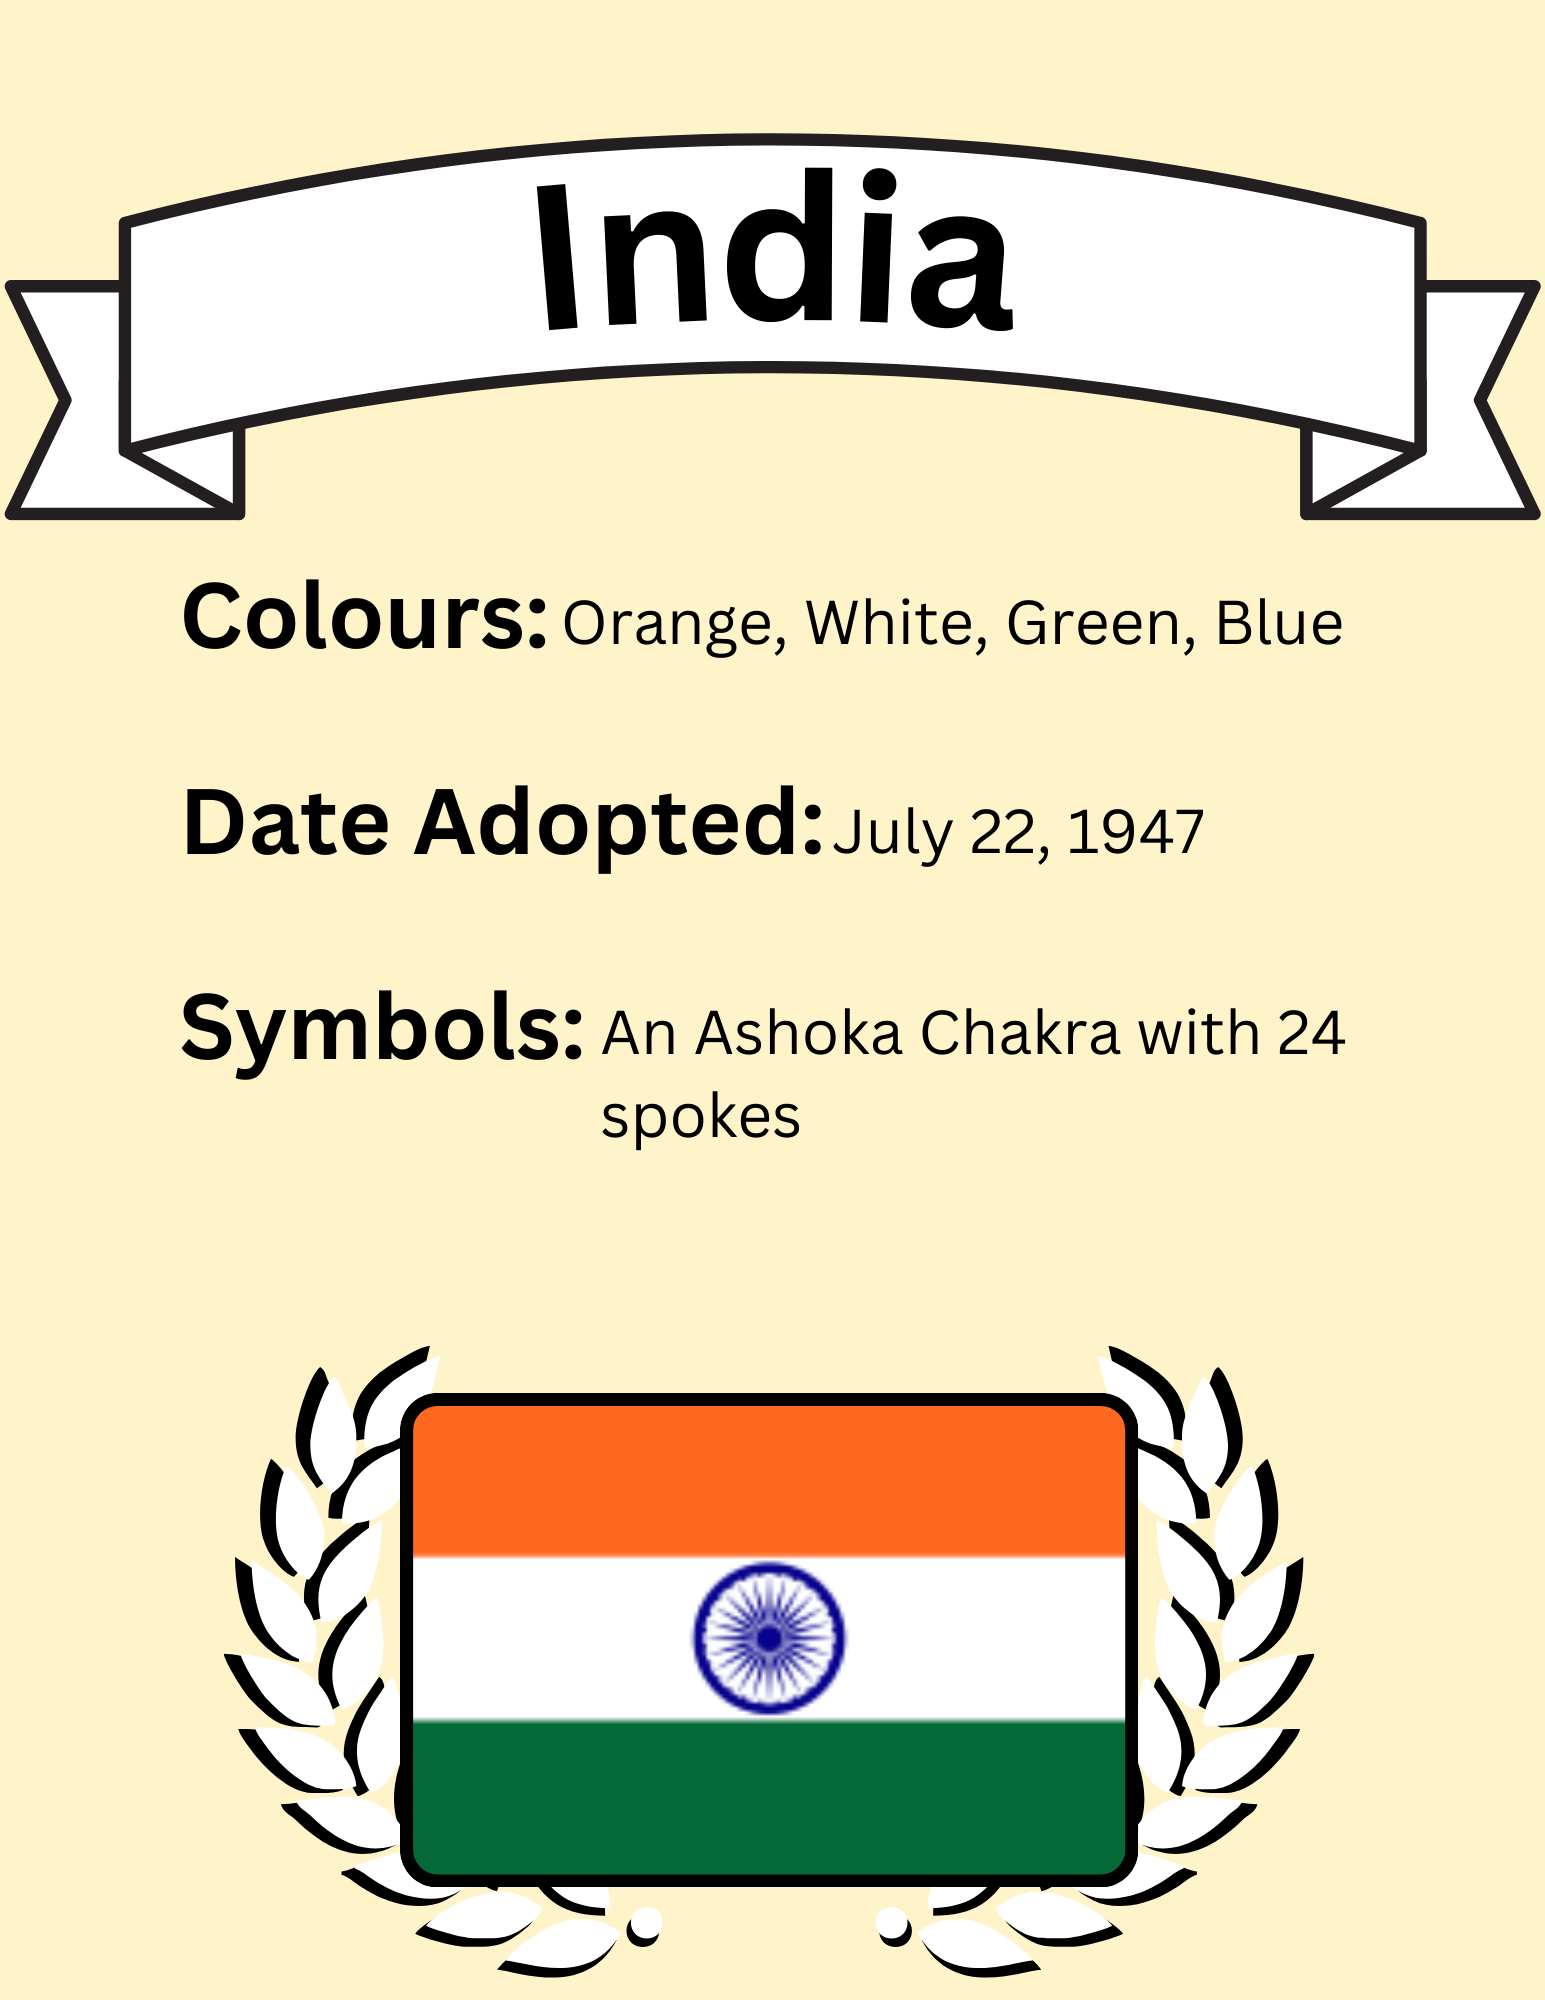 India
Colours: Orange, White, Green, Blue
Date Adopted: July 22, 1947
Symbols: An Ashoka Chakra with 24
spokes